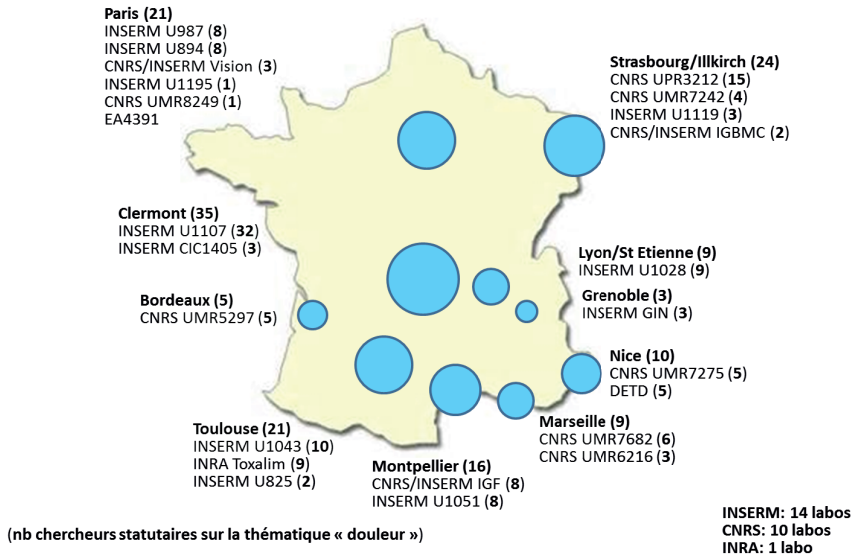 Paris (21)
INSERM U987 (8)
INSERM U894 (8)
CNRS/INSERM Vision (3)
INSERM U1195 (1)
CNRS UMR8249 (1)
EA4391
Strasbourg/Illkirch (24)
CNRS UPR3212 (15)
CNRS UMR7242 (4)
INSERM U1119 (3)
CNRS/INSERM IGBMC (2)
Clermont (35)
INSERM U1107 (32)
INSERM CIC1405 (3)
Lyon/St Etienne (9)
INSERM U1028 (9)
Grenoble (3)
INSERM GIN (3)
Bordeaux (5)
CNRS UMR5297 (5)
Nice (10)
CNRS UMR7275 (5)
DETD (5)
Marseille (9)
CNRS UMR7682 (6)
CNRS UMR6216 (3)
Toulouse (21)
INSERM U1043 (10)
INRA Toxalim (9)
INSERM U825 (2)
Montpellier (16)
CNRS/INSERM IGF (8)
INSERM U1051 (8)
(nb chercheurs statutaires sur la thématique « douleur »)
INSERM: 14 labos
CNRS: 10 labos
INRA: 1 labo